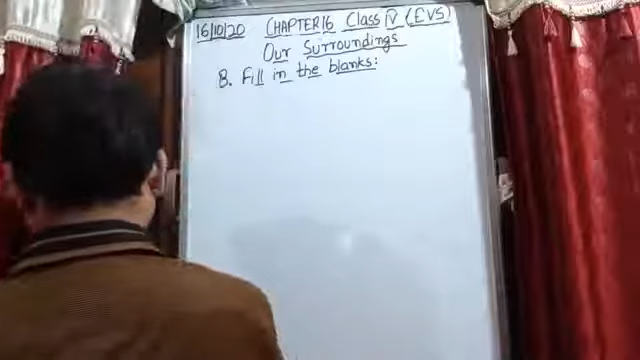 16/10/20 CHAPTER 16 Class IV (EVS)
Our Surroundings
B. Fill in the blanks: